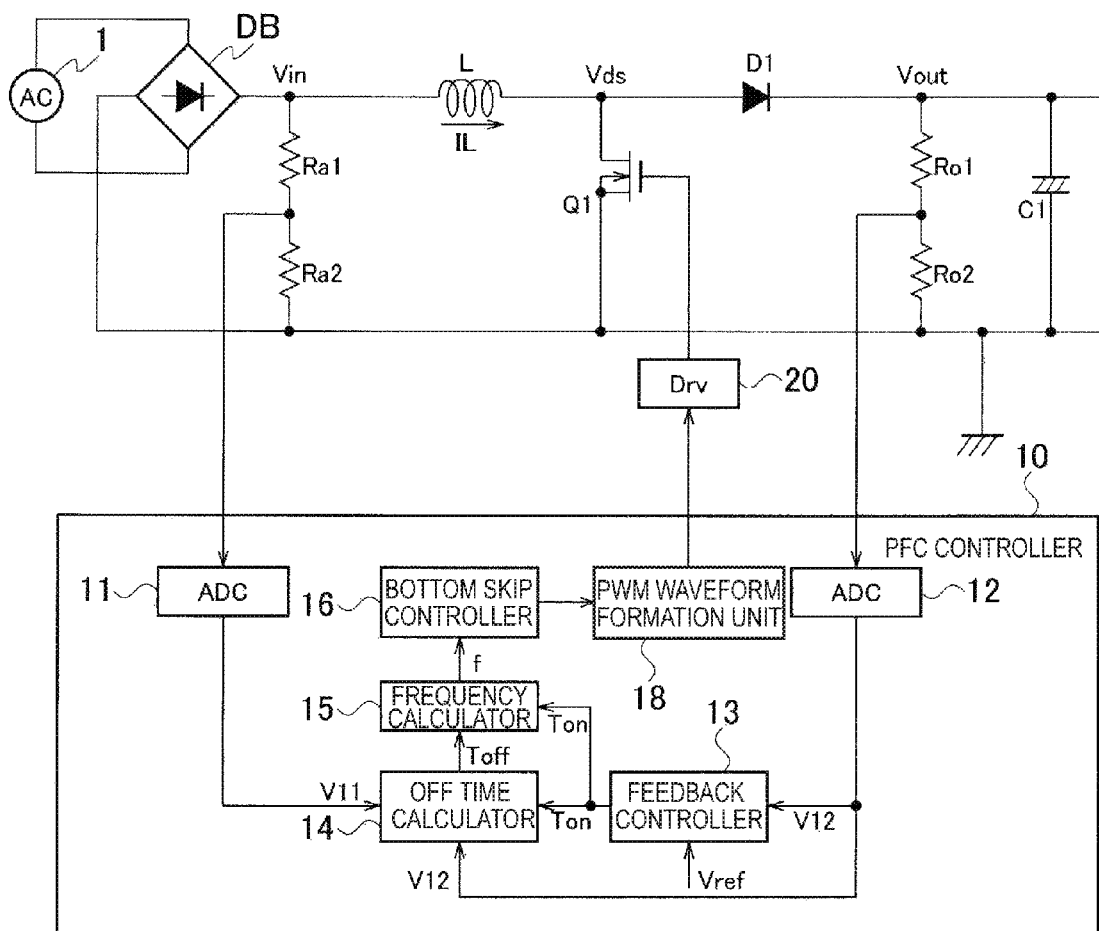 1
DB
AC
Vin
L
IL
Vds
D1
Vout
Ra1
Ra2
Q1
Ro1
Ro2
C1
Drv
20
10
PFC CONTROLLER
11
ADC
16
BOTTOM SKIP
CONTROLLER
PWM WAVEFORM
FORMATION UNIT
18
ADC
12
f
15
FREQUENCY
CALCULATOR
Ton
Toff
13
V11
14
OFF TIME
CALCULATOR
Ton
FEEDBACK
CONTROLLER
V12
V12
Vref